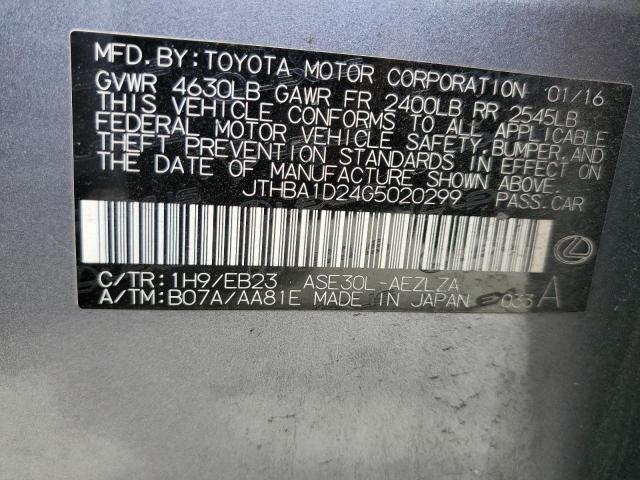 MFD. BY: TOYOTA MOTOR CORPORATION 01/16
GVWR 4630LB GAWR FR 2400LB RR 2545LB
THIS VEHICLE CONFORMS TO ALL APPLICABLE
FEDERAL MOTOR VEHICLE SAFETY, BUMPER, AND
THEFT PREVENTION STANDARDS IN EFFECT ON
THE DATE OF MANUFACTURE SHOWN ABOVE.
JTHBA1D24G5020299 PASS. CAR
C/TR: 1H9/EB23 ASE30L-AEZLZA
A/TM: B07A/AA81E MADE IN JAPAN 033 A